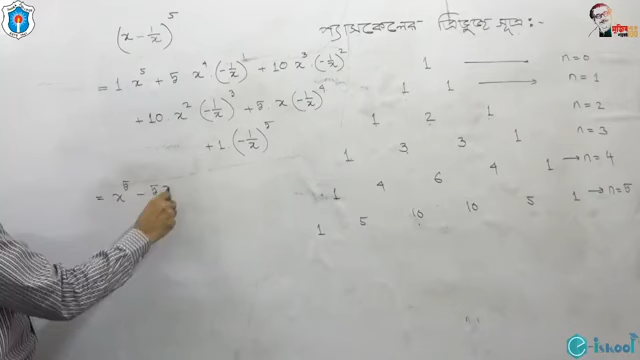 (x - 1/x)^5
= 1 x^5 + 5 x^4 (-1/x)^1 + 10 x^3 (-1/x)^2
+ 10 x^2 (-1/x)^3 + 5 x (-1/x)^4
+ 1 (-1/x)^5
= x^5 - 5
প্যাসকেলের ত্রিভুজ সূত্র :-
1 n=0
1 1 n=1
1 2 1 n=2
1 3 3 1 n=3
1 4 6 4 1 → n=4
1 5 10 10 5 1 → n=5
e-iskool